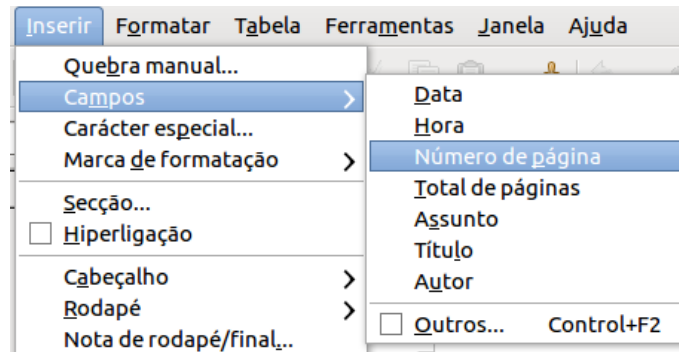 Inserir Formatar Tabela Ferramentas Janela Ajuda
Quebra manual...
Campos
Carácter especial...
Marca de formatação
Secção...
Hiperligação
Cabeçalho
Rodapé
Nota de rodapé/final...
Data
Hora
Número de página
Total de páginas
Assunto
Título
Autor
Outros... Control+F2